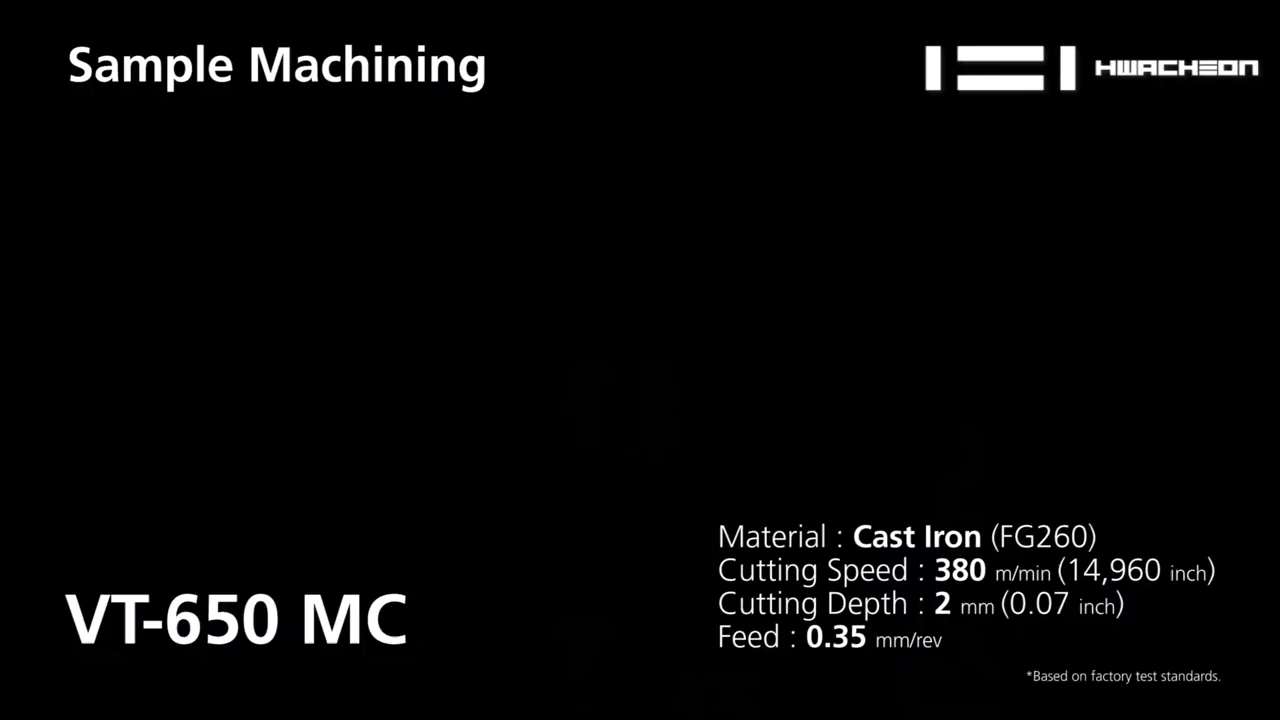 Sample Machining
HWACHEON
Material : Cast Iron (FG260)
Cutting Speed : 380 m/min (14,960 inch)
Cutting Depth : 2 mm (0.07 inch)
Feed : 0.35 mm/rev
VT-650 MC
*Based on factory test standards.